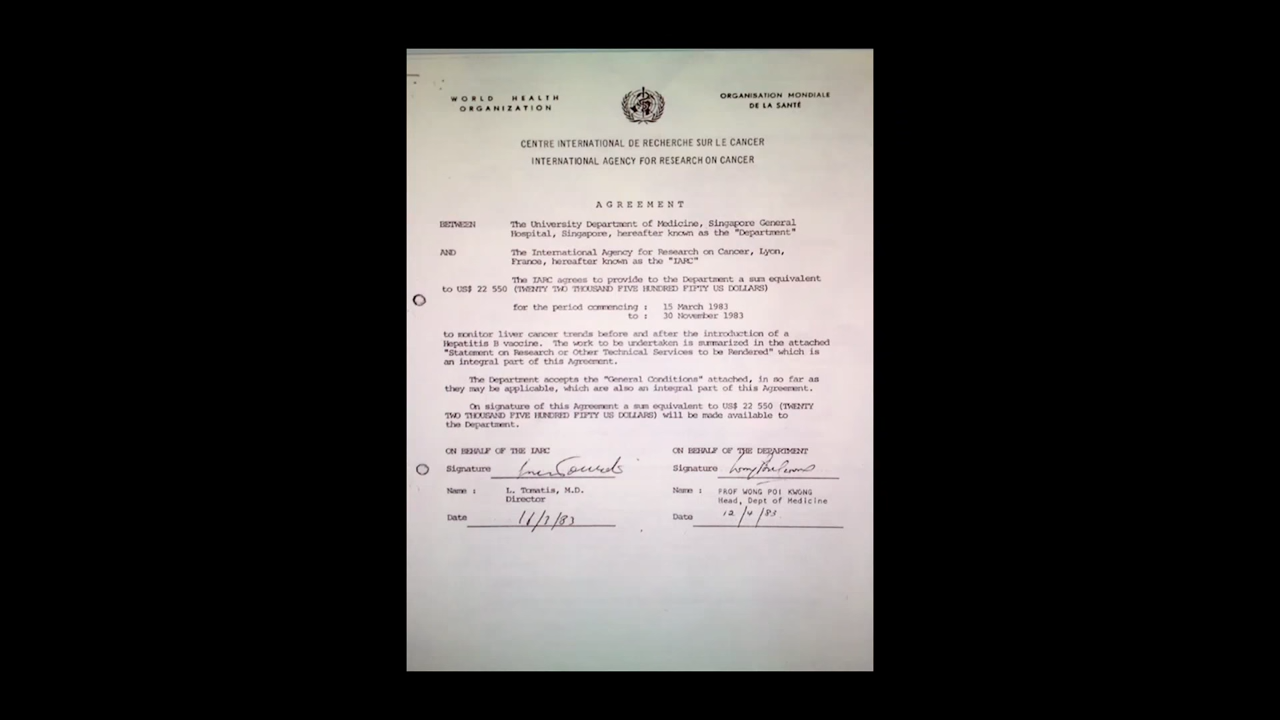 WORLD HEALTH
ORGANIZATION
ORGANISATION MONDIALE
DE LA SANTÉ
CENTRE INTERNATIONAL DE RECHERCHE SUR LE CANCER
INTERNATIONAL AGENCY FOR RESEARCH ON CANCER
AGREEMENT
BETWEEN The University Department of Medicine, Singapore General
Hospital, Singapore, hereafter known as the "Department"
AND The International Agency for Research on Cancer, Lyon,
France, hereafter known as the "IARC"
The IARC agrees to provide to the Department a sum equivalent
to US$ 22 550 (TWENTY TWO THOUSAND FIVE HUNDRED FIFTY US DOLLARS)
for the period commencing : 15 March 1983
to : 30 November 1983
to monitor liver cancer trends before and after the introduction of a
Hepatitis B vaccine. The work to be undertaken is summarized in the attached
"Statement on Research or Other Technical Services to be Rendered" which is
an integral part of this Agreement.
The Department accepts the "General Conditions" attached, in so far as
they may be applicable, which are also an integral part of this Agreement.
On signature of this Agreement a sum equivalent to US$ 22 550 (TWENTY
TWO THOUSAND FIVE HUNDRED FIFTY US DOLLARS) will be made available to
the Department.
ON BEHALF OF THE IARC
Signature
Name : L. Tomatis, M.D.
Director
Date
ON BEHALF OF THE DEPARTMENT
Signature
Name : PROF WONG POI KWONG
Head, Dept of Medicine
Date 12/4/83